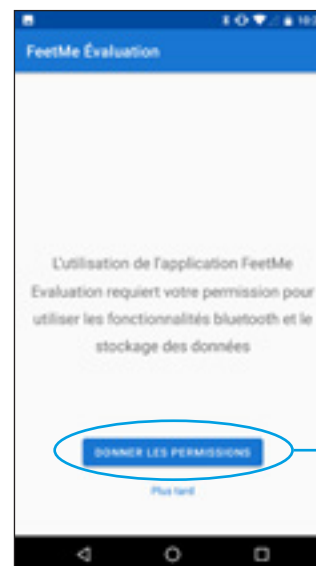 FeetMe Évaluation
L'utilisation de l'application FeetMe
Evaluation requiert votre permission pour
utiliser les fonctionnalités bluetooth et le
stockage des données
DONNER LES PERMISSIONS
Plus tard